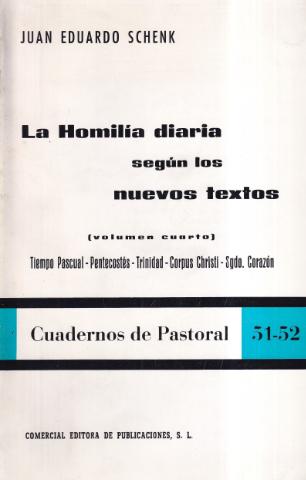 JUAN EDUARDO SCHENK
La Homilía diaria
según los
nuevos textos
(volumen cuarto)
Tiempo Pascual - Pentecostés - Trinidad - Corpus Christi - Sgdo. Corazón
Cuadernos de Pastoral 51-52
COMERCIAL EDITORA DE PUBLICACIONES, S. L.